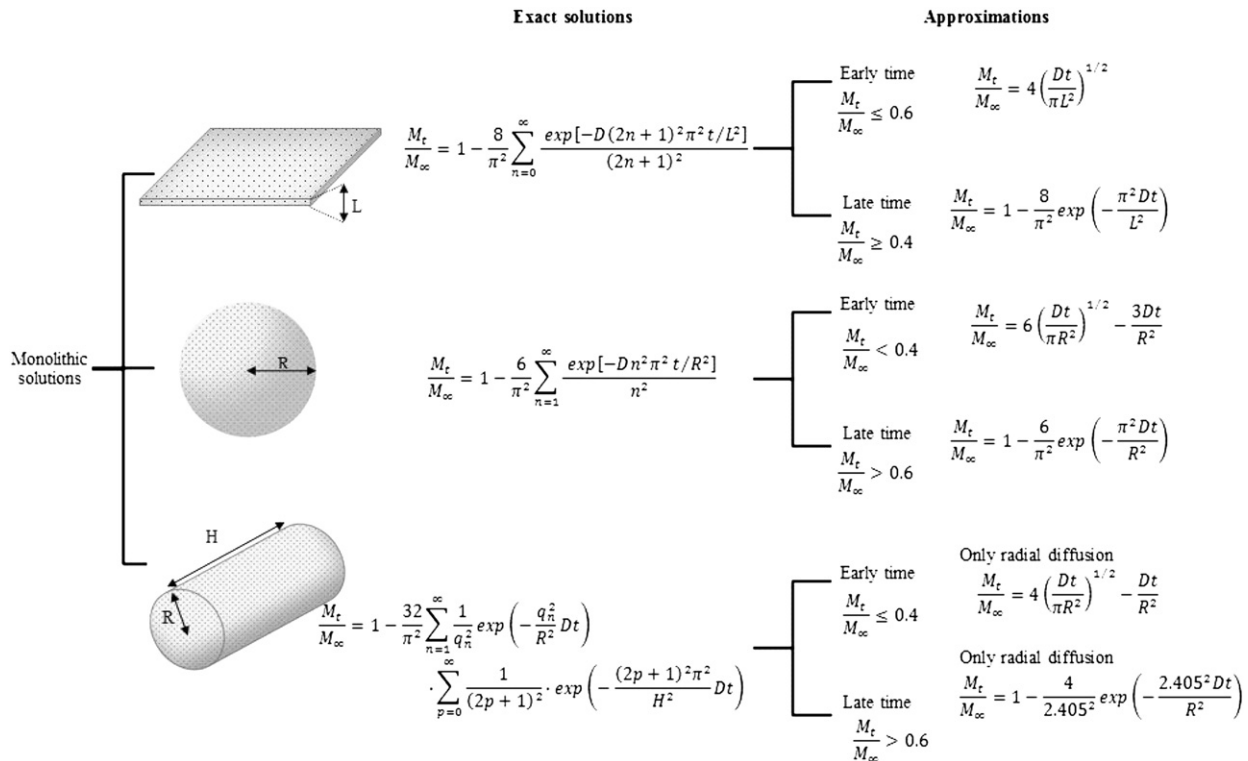 Exact solutions
Approximations
Monolithic
solutions
L
M_t/M_∞ = 1 − 8/π² ∑_{n=0}^{∞} exp[−D(2n + 1)²π² t/L²]/(2n + 1)²
Early time
M_t/M_∞ ≤ 0.6
M_t/M_∞ = 4(Dt/πL²)^{1/2}
Late time
M_t/M_∞ ≥ 0.4
M_t/M_∞ = 1 − 8/π² exp(−π²Dt/L²)
R
M_t/M_∞ = 1 − 6/π² ∑_{n=1}^{∞} exp[−Dn²π² t/R²]/n²
Early time
M_t/M_∞ < 0.4
M_t/M_∞ = 6(Dt/πR²)^{1/2} − 3Dt/R²
Late time
M_t/M_∞ > 0.6
M_t/M_∞ = 1 − 6/π² exp(−π²Dt/R²)
H
R
M_t/M_∞ = 1 − 32/π² ∑_{n=1}^{∞} 1/q_n² exp(−q_n²/R² Dt)
· ∑_{p=0}^{∞} 1/(2p + 1)² · exp(−(2p + 1)²π²/H² Dt)
Early time
M_t/M_∞ ≤ 0.4
Only radial diffusion
M_t/M_∞ = 4(Dt/πR²)^{1/2} − Dt/R²
Late time
M_t/M_∞ > 0.6
Only radial diffusion
M_t/M_∞ = 1 − 4/2.405² exp(−2.405²Dt/R²)